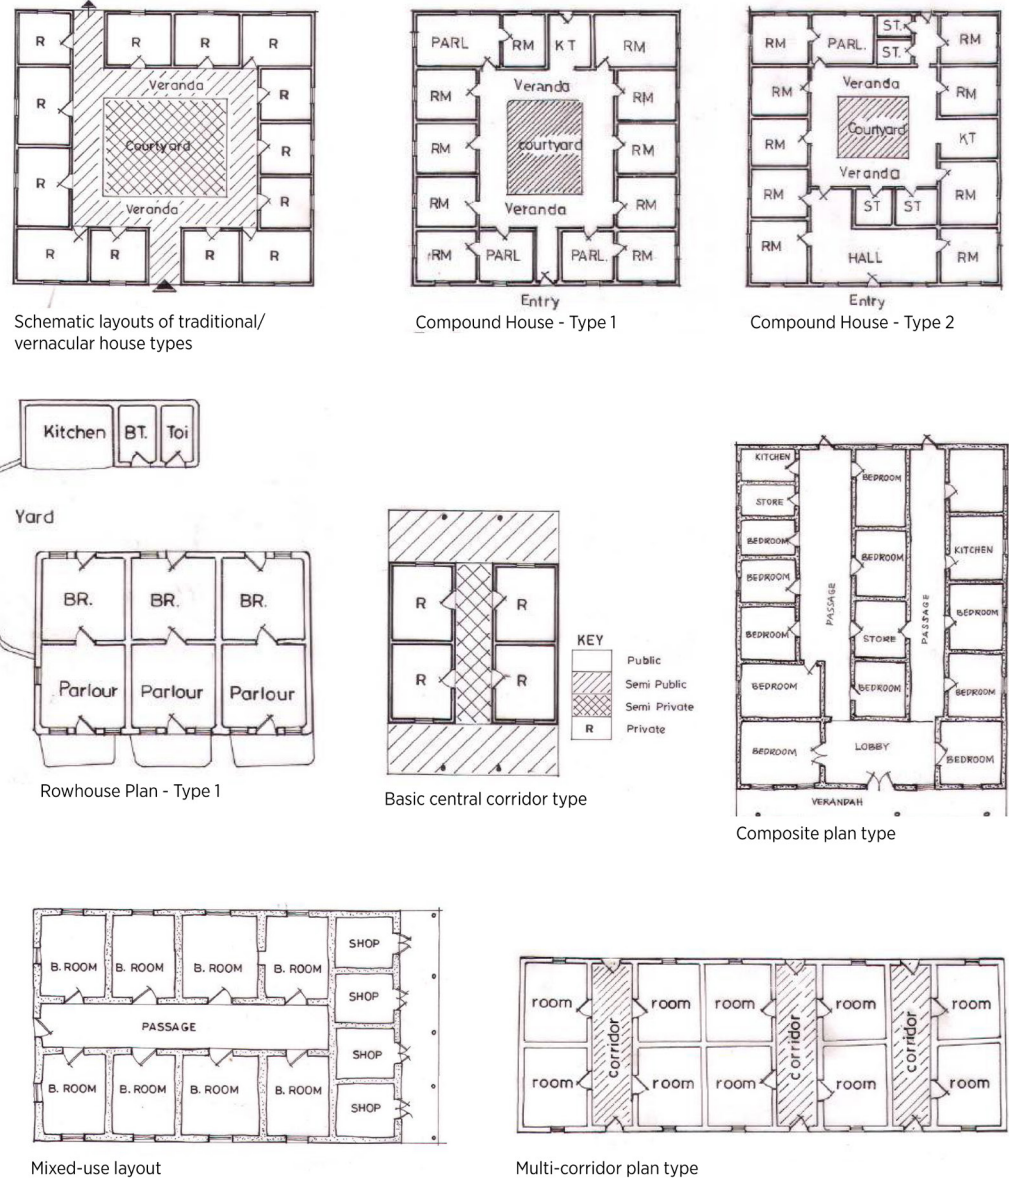 R
R
R
R
R
Veranda
R
Courtyard
R
R
R
Veranda
R
R
R
R
Schematic layouts of traditional/
vernacular house types
PARL
RM
KT
RM
RM
Veranda
RM
RM
courtyard
RM
RM
Veranda
RM
RM
PARL
PARL.
RM
Entry
Compound House - Type 1
RM
PARL.
ST.
ST.
RM
RM
Veranda
RM
RM
Courtyard
KT
RM
Veranda
RM
ST
ST
RM
HALL
RM
Entry
Compound House - Type 2
Kitchen
BT.
Toi
Yard
BR.
BR.
BR.
Parlour
Parlour
Parlour
Rowhouse Plan - Type 1
R
R
R
R
Basic central corridor type
KEY
Public
Semi Public
Semi Private
R
Private
KITCHEN
STORE
BEDROOM
BEDROOM
BEDROOM
BEDROOM
BEDROOM
PASSAGE
BEDROOM
BEDROOM
STORE
BEDROOM
PASSAGE
KITCHEN
BEDROOM
BEDROOM
LOBBY
BEDROOM
VERANDAH
Composite plan type
B. ROOM
B. ROOM
B. ROOM
B. ROOM
SHOP
SHOP
PASSAGE
SHOP
B. ROOM
B. ROOM
B. ROOM
B. ROOM
SHOP
Mixed-use layout
room
corridor
room
room
corridor
room
corridor
room
room
room
room
room
room
Multi-corridor plan type